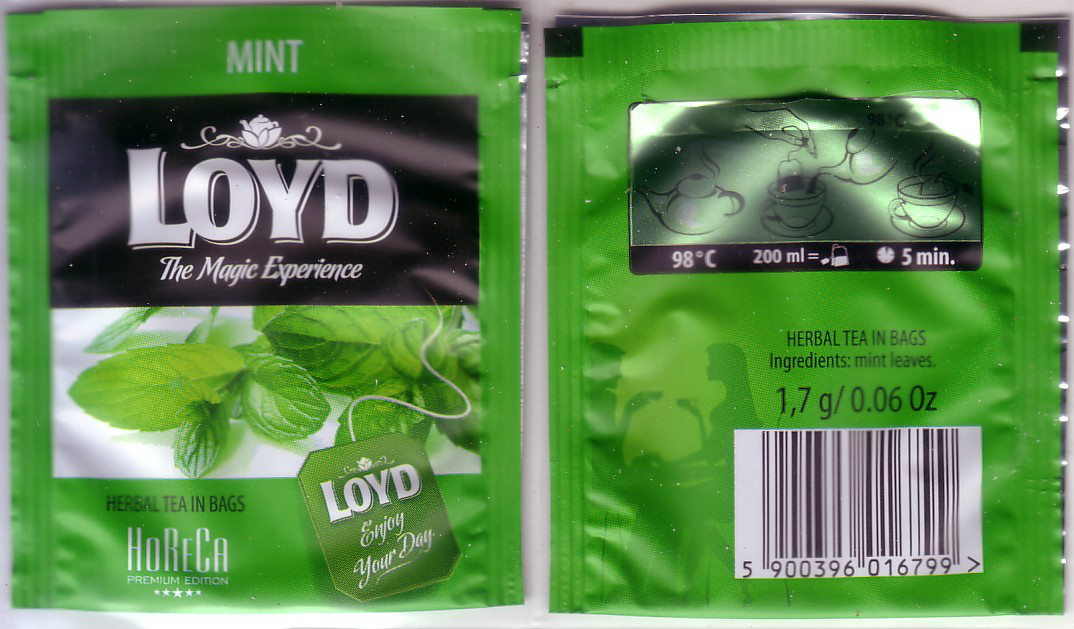 MINT
LOYD
The Magic Experience
LOYD
Enjoy
Your Day
HERBAL TEA IN BAGS
HoReCa
PREMIUM EDITION
98°C
98°C 200 ml = 5 min.
HERBAL TEA IN BAGS
Ingredients: mint leaves.
1,7 g/ 0.06 Oz
5 900396 016799 >